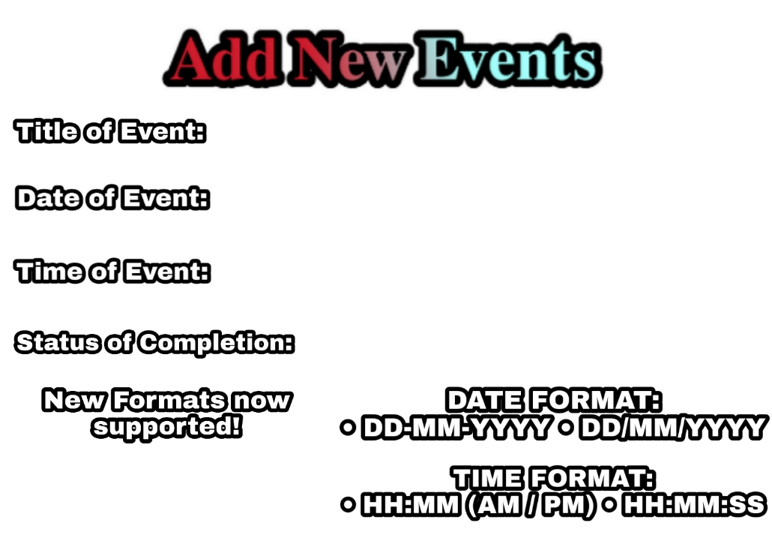 Add New Events
Title of Event:
Date of Event:
Time of Event:
Status of Completion:
New Formats now
supported!
DATE FORMAT:
• DD-MM-YYYY • DD/MM/YYYY
TIME FORMAT:
• HH:MM (AM / PM) • HH:MM:SS